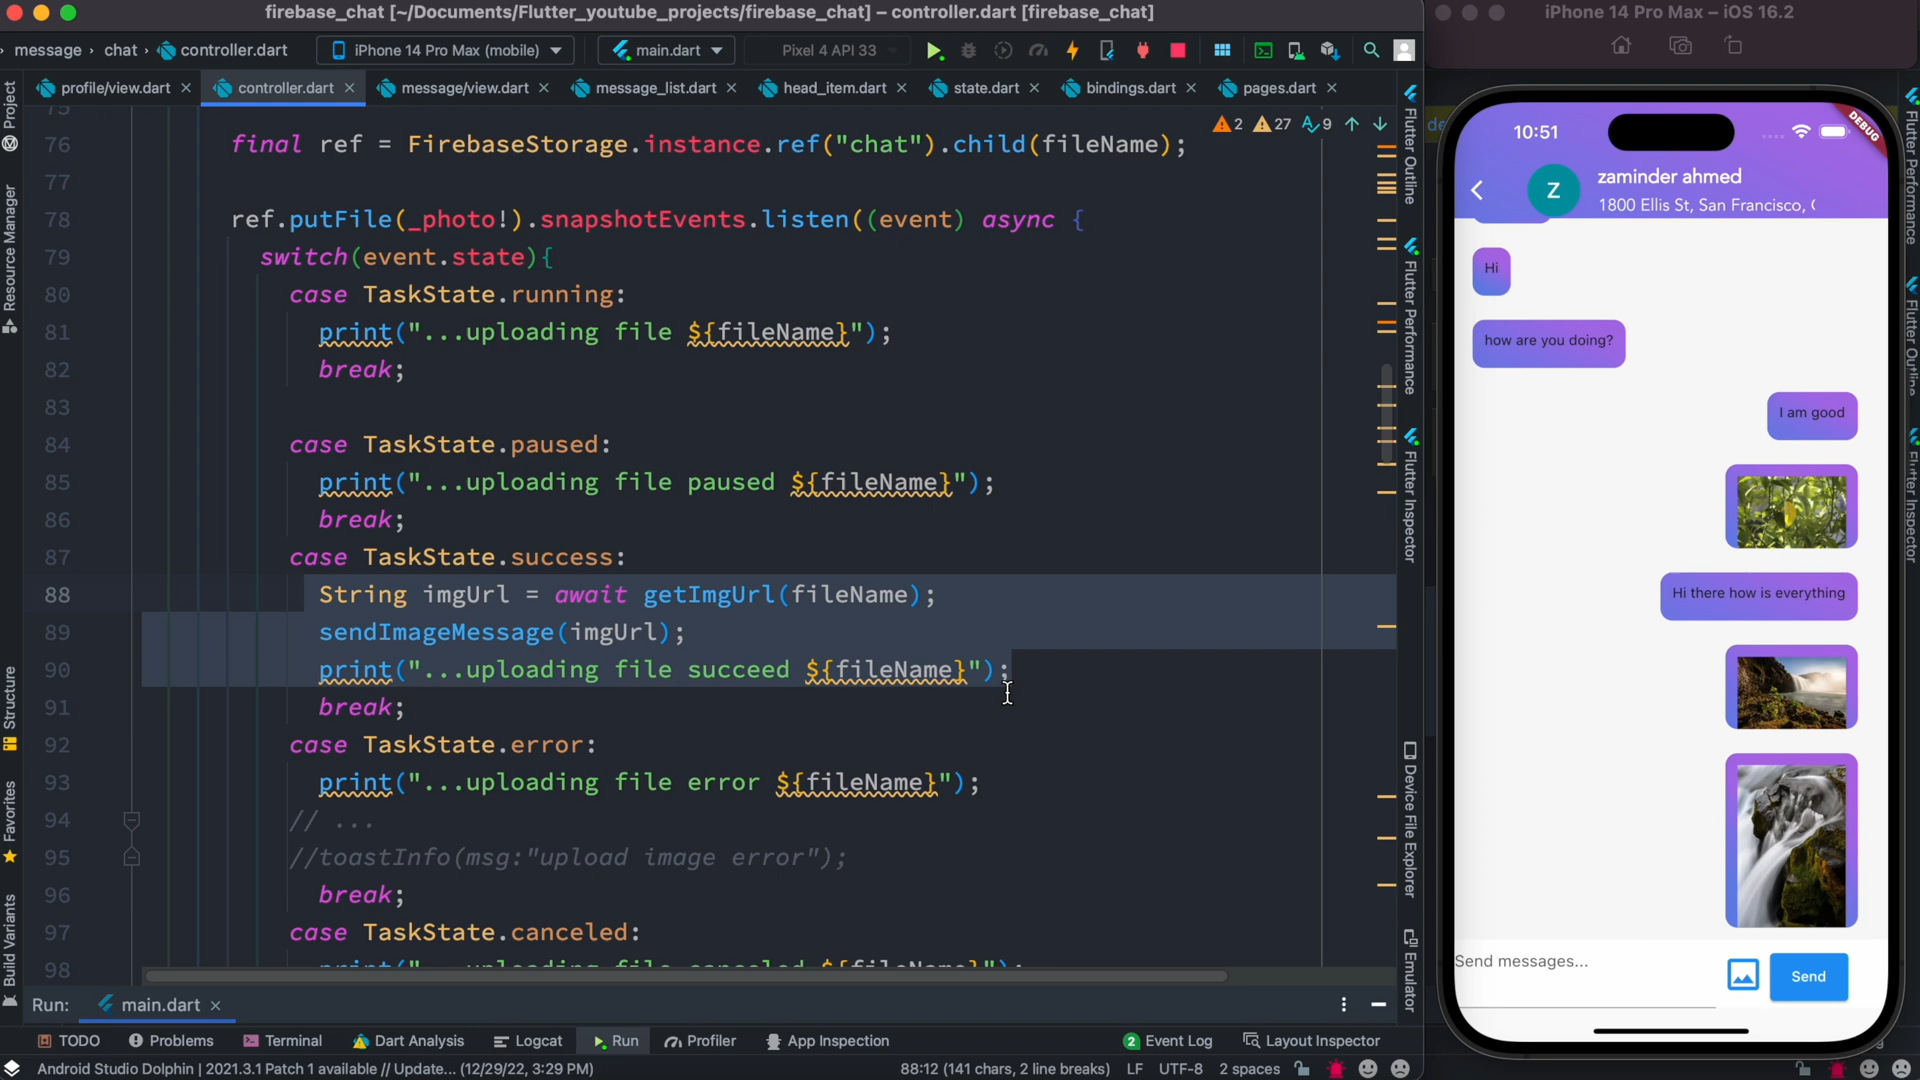 firebase_chat [~/Documents/Flutter_youtube_projects/firebase_chat] – controller.dart [firebase_chat]
message › chat › controller.dart
iPhone 14 Pro Max (mobile)
main.dart
Pixel 4 API 33
profile/view.dart
controller.dart
message/view.dart
message_list.dart
head_item.dart
state.dart
bindings.dart
pages.dart
2 27 9
76 final ref = FirebaseStorage.instance.ref("chat").child(fileName);
77
78 ref.putFile(_photo!).snapshotEvents.listen((event) async {
79 switch(event.state){
80 case TaskState.running:
81 print("...uploading file ${fileName}");
82 break;
83
84 case TaskState.paused:
85 print("...uploading file paused ${fileName}");
86 break;
87 case TaskState.success:
88 String imgUrl = await getImgUrl(fileName);
89 sendImageMessage(imgUrl);
90 print("...uploading file succeed ${fileName}");
91 break;
92 case TaskState.error:
93 print("...uploading file error ${fileName}");
94 // ...
95 //toastInfo(msg:"upload image error");
96 break;
97 case TaskState.canceled:
98 print("...uploading file canceled ${fileName}");
Project
Resource Manager
Structure
Favorites
Build Variants
Flutter Outline
Flutter Performance
Flutter Inspector
Device File Explorer
Emulator
Run: main.dart
TODO
Problems
Terminal
Dart Analysis
Logcat
Run
Profiler
App Inspection
2 Event Log
Layout Inspector
Android Studio Dolphin | 2021.3.1 Patch 1 available // Update... (12/29/22, 3:29 PM)
88:12 (141 chars, 2 line breaks)
LF
UTF-8
2 spaces
iPhone 14 Pro Max – iOS 16.2
10:51
DEBUG
Z
zaminder ahmed
1800 Ellis St, San Francisco,
Hi
how are you doing?
I am good
Hi there how is everything
Send messages...
Send
Flutter Performance
Flutter Outline
Flutter Inspector